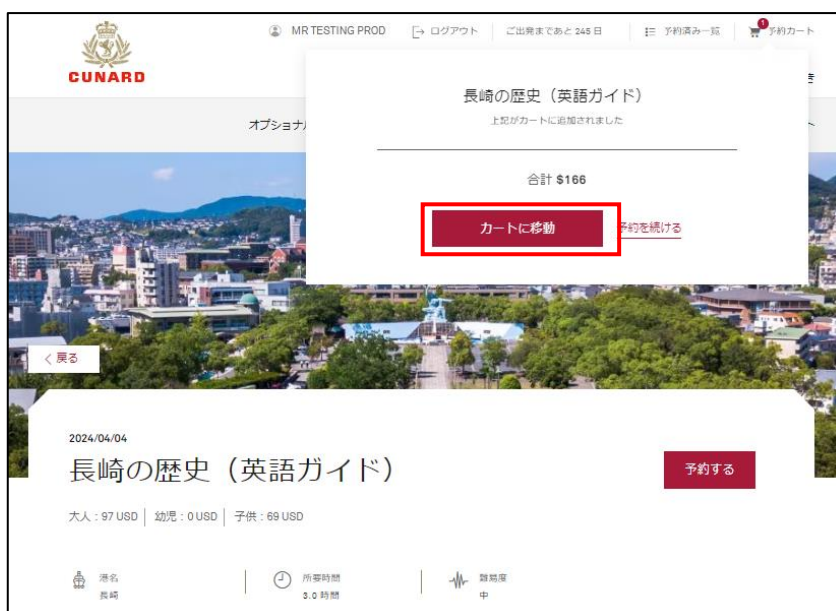 MR TESTING PROD
ログアウト
ご出発まであと 245 日
予約済み一覧
1
予約カート
CUNARD
オプショナル
長崎の歴史（英語ガイド）
上記がカートに追加されました
合計 $166
カートに移動
予約を続ける
戻る
2024/04/04
長崎の歴史（英語ガイド）
予約する
大人：97 USD
幼児：0 USD
子供：69 USD
港名
長崎
所要時間
3.0 時間
難易度
中